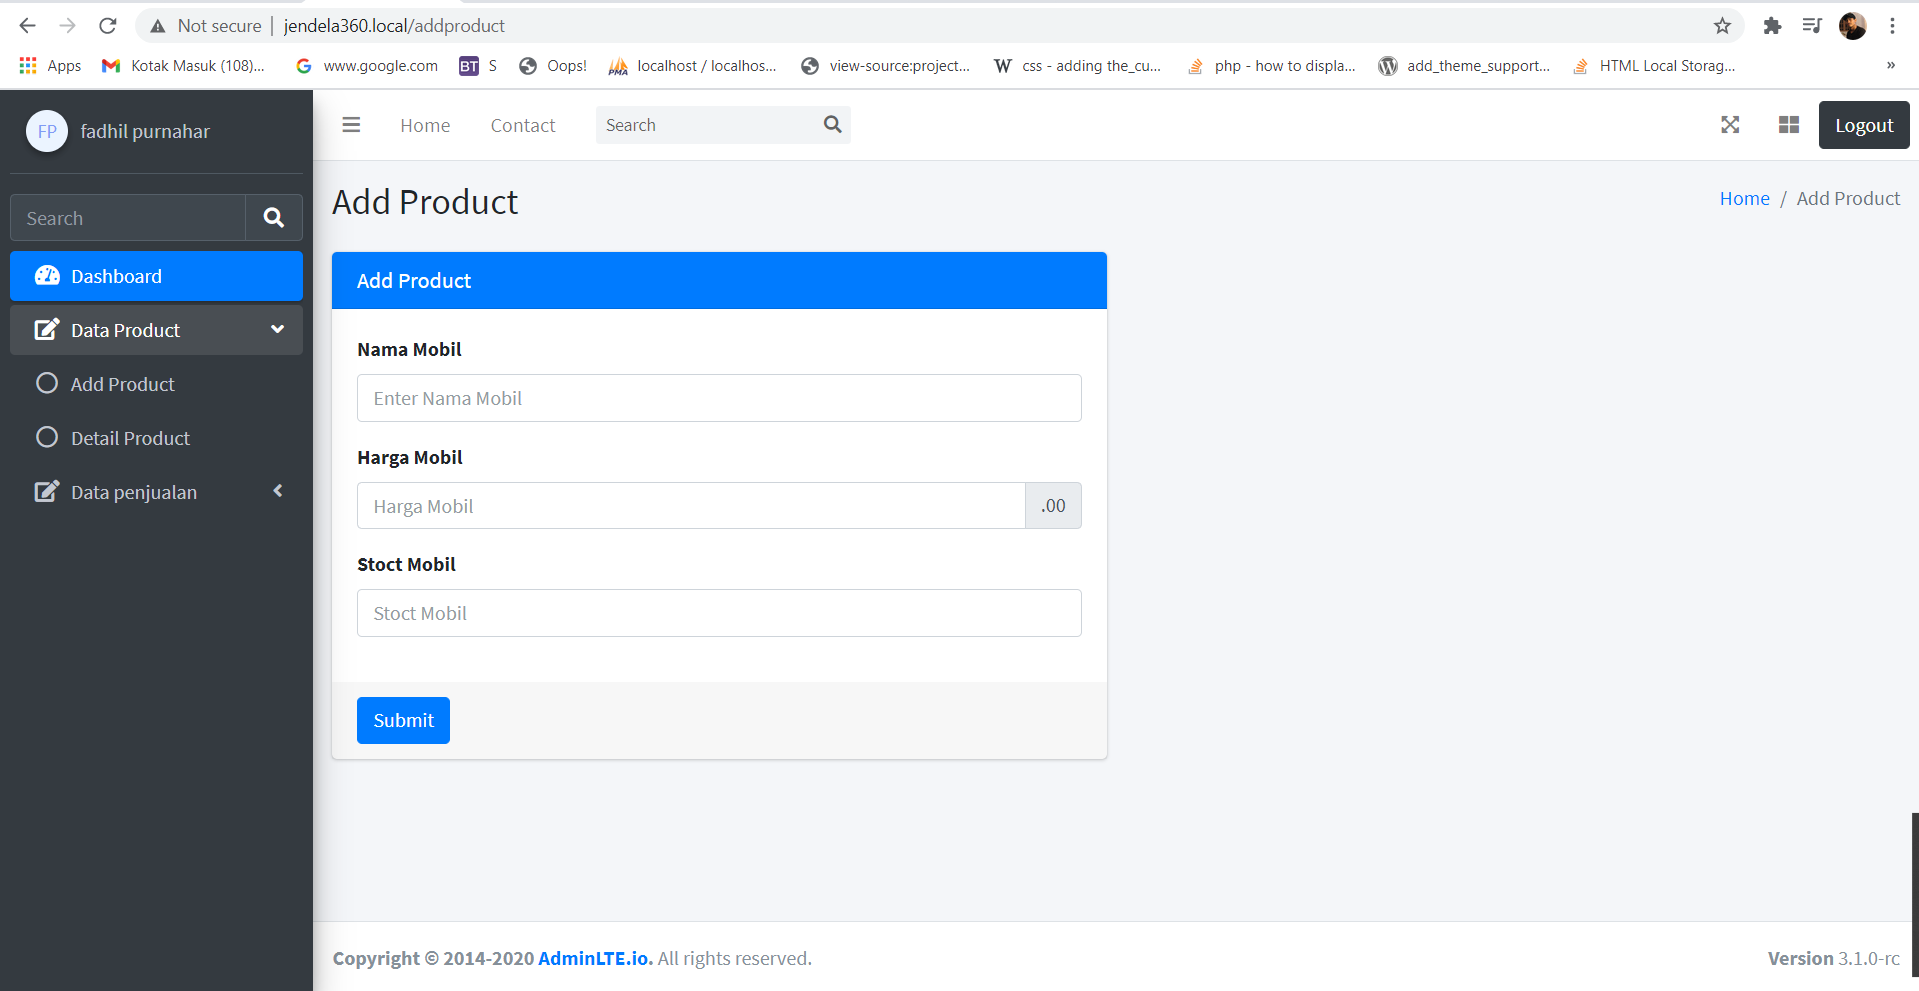 Not secure | jendela360.local/addproduct
Apps Kotak Masuk (108)... www.google.com BT S Oops! PMA localhost / localhos... view-source:project... W css - adding the_cu... php - how to displa... add_theme_support... HTML Local Storag... »
FP fadhil purnahar
Home Contact Search Logout
Add Product
Home / Add Product
Search
Dashboard
Data Product
Add Product
Detail Product
Data penjualan
Add Product
Nama Mobil
Enter Nama Mobil
Harga Mobil
Harga Mobil .00
Stoct Mobil
Stoct Mobil
Submit
Copyright © 2014-2020 AdminLTE.io. All rights reserved.
Version 3.1.0-rc